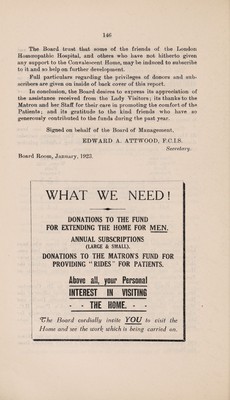 146
The Board trust that some of the friends of the London
Homœopathic Hospital, and others who have not hitherto given
any support to the Convalescent Home, may be induced to subscribe
to it and so help on further development.
Full particulars regarding the privileges of donors and sub-
scribers are given on inside of back cover of this report.
In conclusion, the Board desires to express its appreciation of
the assistance received from the Lady Visitors; its thanks to the
Matron and her Staff for their care in promoting the comfort of the
Patients; and its gratitude to the kind friends who have so
generously contributed to the funds during the past year.
Signed on behalf of the Board of Management,
EDWARD A. ATTWOOD, F.C.I.S.
Secretary.
Board Room, January, 1923.
WHAT WE NEED!
DONATIONS TO THE FUND
FOR EXTENDING THE HOME FOR MEN.
ANNUAL SUBSCRIPTIONS
(LARGE & SMALL).
DONATIONS TO THE MATRON'S FUND FOR
PROVIDING "RIDES" FOR PATIENTS.
Above all, your Personal
INTEREST IN VISITING
- - THE HOME. - -
The Board cordially invite YOU to visit the
Home and see the work which is being carried on.